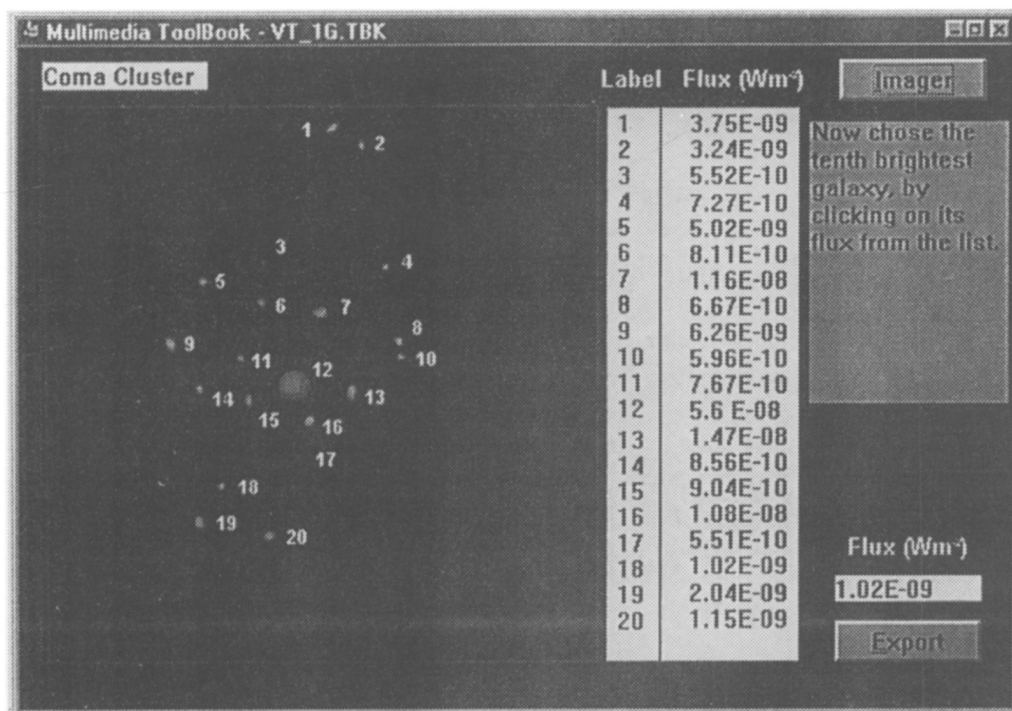 Multimedia ToolBook - VT_1G.TBK
Coma Cluster
Label Flux (Wm⁻²) Imager
1 3.75E-09
2 3.24E-09
3 5.52E-10
4 7.27E-10
5 5.02E-09
6 8.11E-10
7 1.16E-08
8 6.67E-10
9 6.26E-09
10 5.96E-10
11 7.67E-10
12 5.6 E-08
13 1.47E-08
14 8.56E-10
15 9.04E-10
16 1.08E-08
17 5.51E-10
18 1.02E-09
19 2.04E-09
20 1.15E-09
Now chose the
tenth brightest
galaxy, by
clicking on its
flux from the list.
Flux (Wm⁻²)
1.02E-09
Export
1
2
3
4
5
6
7
8
9
10
11
12
13
14
15
16
17
18
19
20